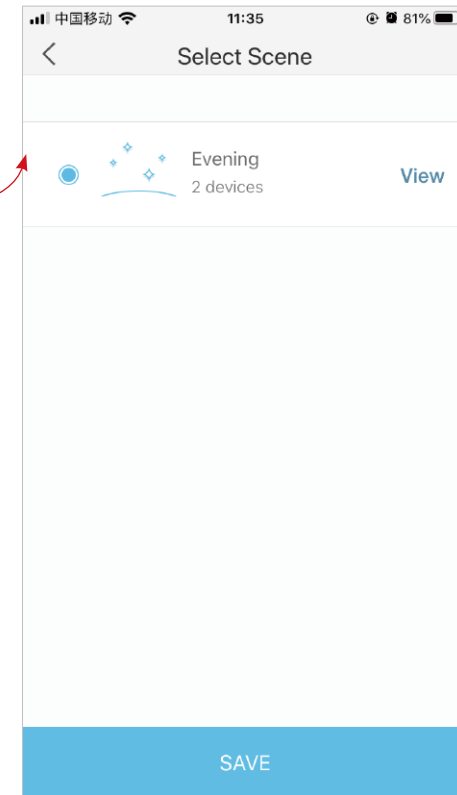 中国移动 11:35 81%
Select Scene
Evening
2 devices
View
SAVE